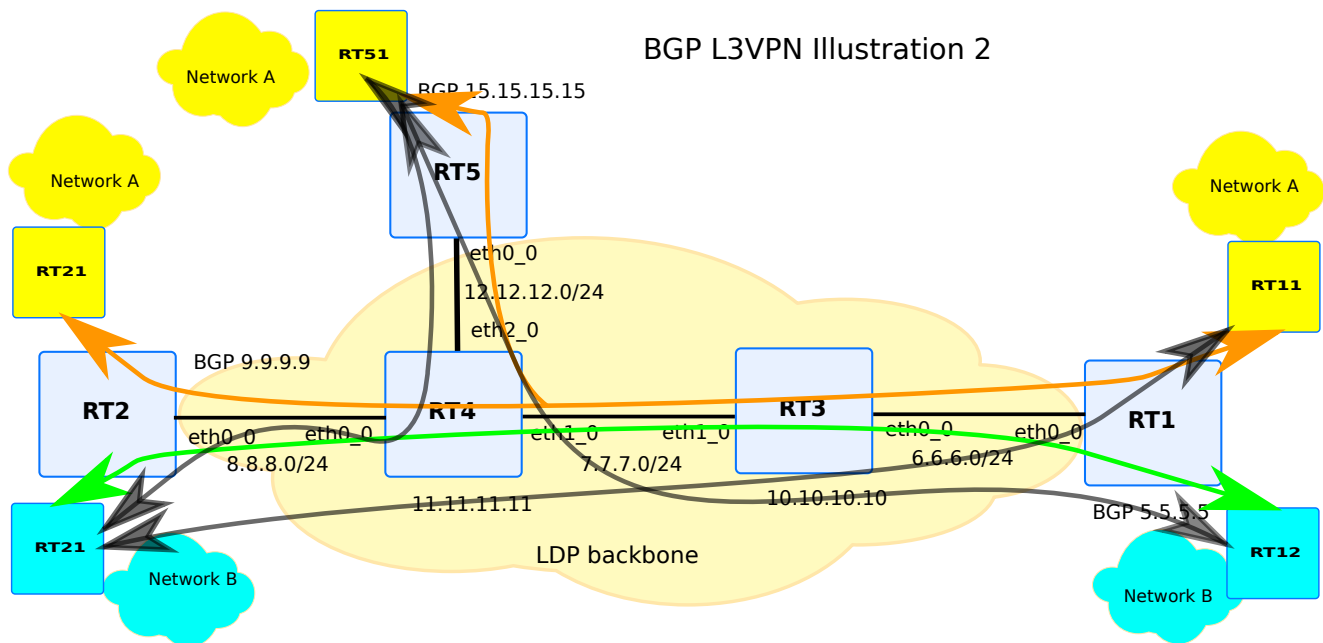 BGP L3VPN Illustration 2
RT51
Network A
BGP 15.15.15.15
RT5
Network A
Network A
eth0_0
RT21
12.12.12.0/24
RT11
eth2_0
BGP 9.9.9.9
RT2
RT4
RT3
RT1
eth0_0
eth0_0
eth1_0
eth1_0
eth0_0
eth0_0
8.8.8.0/24
7.7.7.0/24
6.6.6.0/24
11.11.11.11
10.10.10.10
BGP 5.5.5.5
RT21
LDP backbone
RT12
Network B
Network B